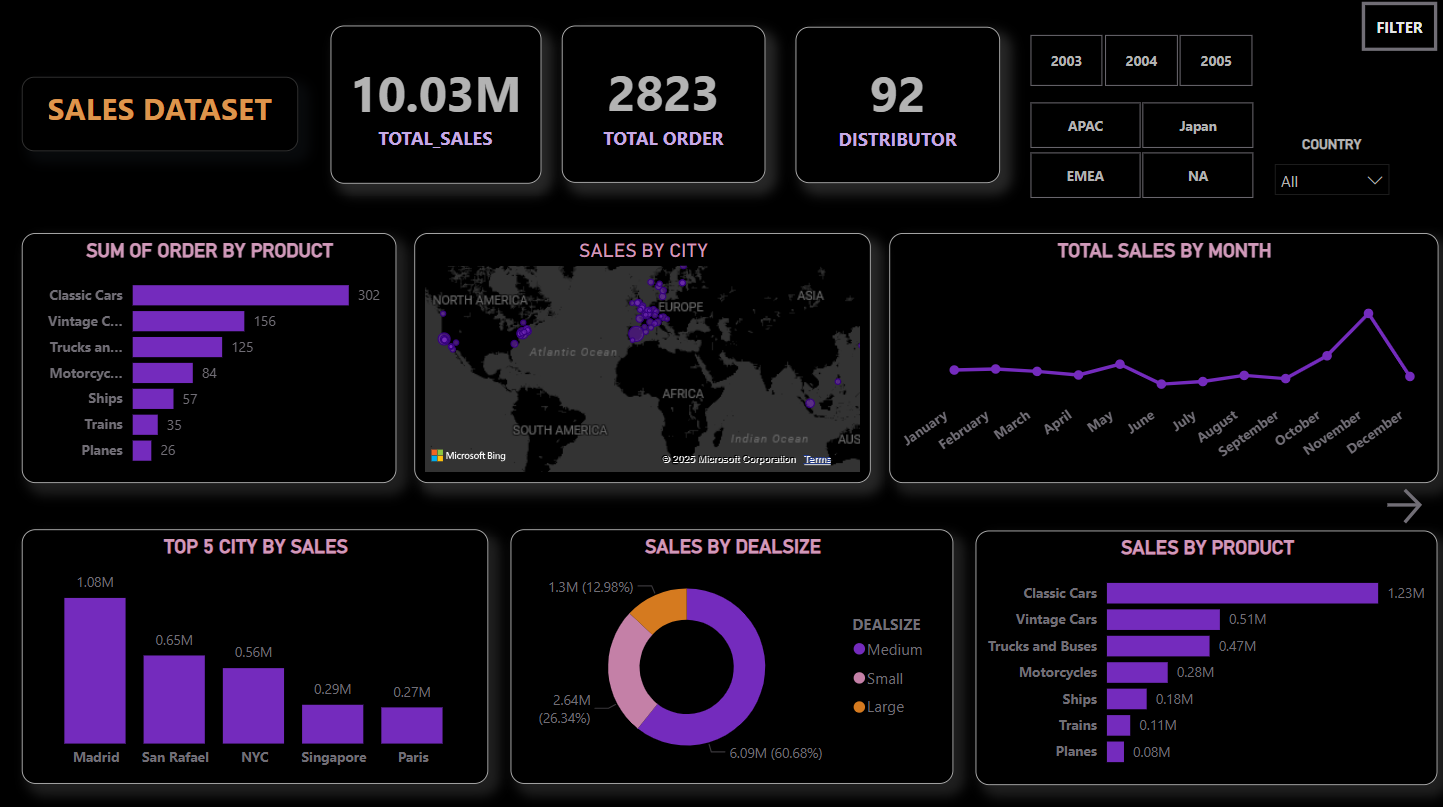 FILTER
SALES DATASET
10.03M
TOTAL_SALES
2823
TOTAL ORDER
92
DISTRIBUTOR
2003 2004 2005
APAC Japan
EMEA NA
COUNTRY
All
SUM OF ORDER BY PRODUCT
Classic Cars 302
Vintage C... 156
Trucks an... 125
Motorcyc... 84
Ships 57
Trains 35
Planes 26
SALES BY CITY
NORTH AMERICA
EUROPE
ASIA
Atlantic Ocean
AFRICA
SOUTH AMERICA
Indian Ocean
AUS
Microsoft Bing
© 2025 Microsoft Corporation Terms
TOTAL SALES BY MONTH
January February March April May June July August September October November December
TOP 5 CITY BY SALES
1.08M
0.65M
0.56M
0.29M
0.27M
Madrid San Rafael NYC Singapore Paris
SALES BY DEALSIZE
1.3M (12.98%)
2.64M
(26.34%)
6.09M (60.68%)
DEALSIZE
Medium
Small
Large
SALES BY PRODUCT
Classic Cars 1.23M
Vintage Cars 0.51M
Trucks and Buses 0.47M
Motorcycles 0.28M
Ships 0.18M
Trains 0.11M
Planes 0.08M